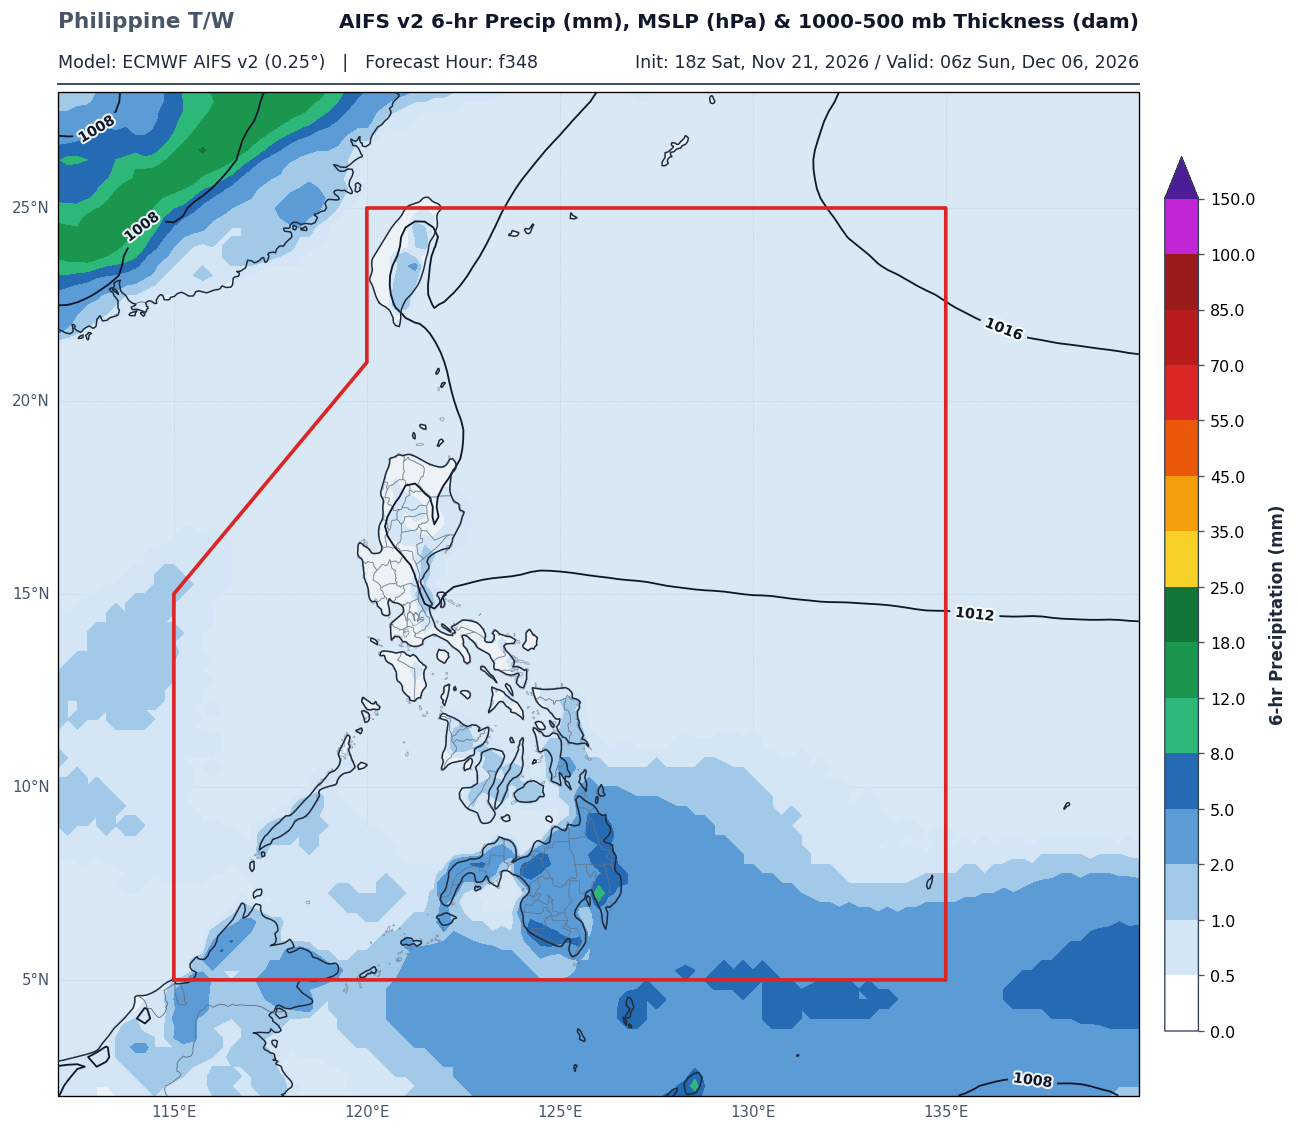 Philippine T/W
AIFS v2 6-hr Precip (mm), MSLP (hPa) & 1000-500 mb Thickness (dam)
Model: ECMWF AIFS v2 (0.25°) | Forecast Hour: f348
Init: 18z Sat, Nov 21, 2026 / Valid: 06z Sun, Dec 06, 2026
1008
1008
1016
1012
1008
25°N
20°N
15°N
10°N
5°N
115°E
120°E
125°E
130°E
135°E
150.0
100.0
85.0
70.0
55.0
45.0
35.0
25.0
18.0
12.0
8.0
5.0
2.0
1.0
0.5
0.0
6-hr Precipitation (mm)